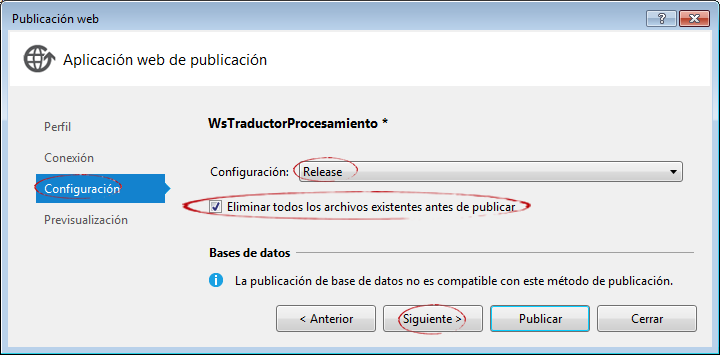 Publicación web
Aplicación web de publicación
Perfil
Conexión
Configuración
Previsualización
WsTraductorProcesamiento *
Configuración: Release
Eliminar todos los archivos existentes antes de publicar
Bases de datos
La publicación de base de datos no es compatible con este método de publicación.
< Anterior
Siguiente >
Publicar
Cerrar